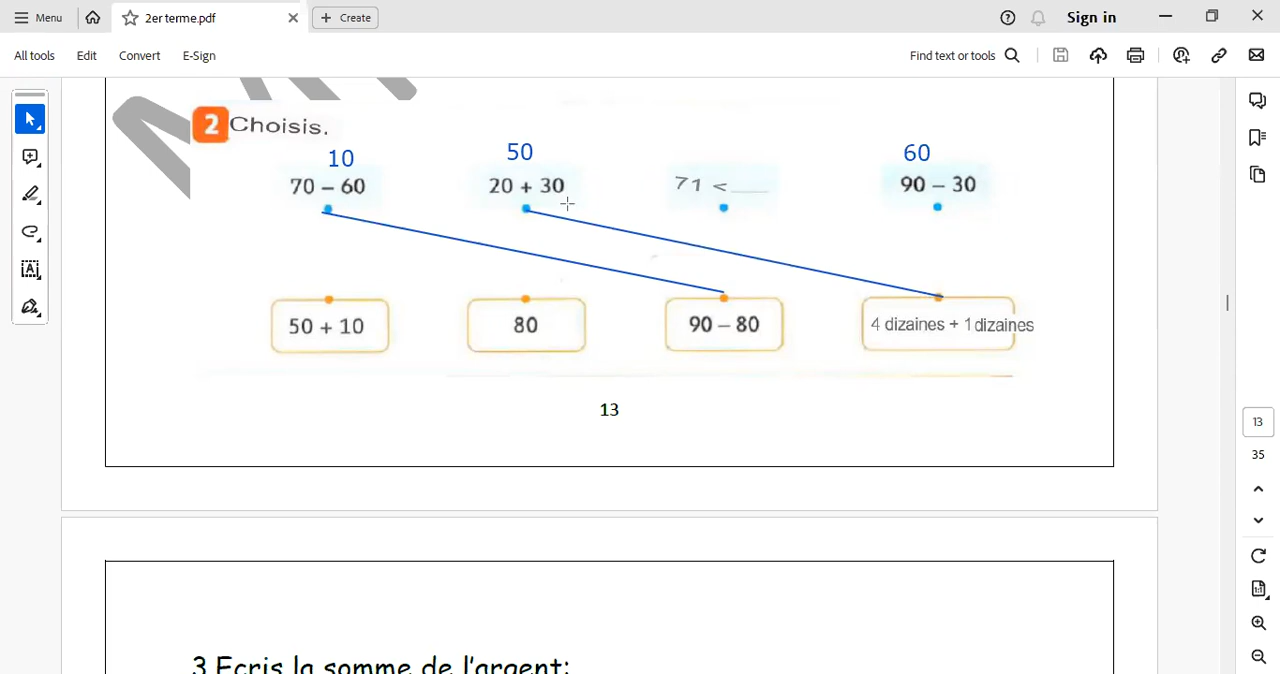 Menu
2er terme.pdf
Create
Sign in
All tools
Edit
Convert
E-Sign
Find text or tools
2 Choisis.
10 50 60
70 – 60 20 + 30 71 < ___ 90 – 30
50 + 10 80 90 – 80 4 dizaines + 1 dizaines
13
13
35
3 Ecris la somme de l'argent: